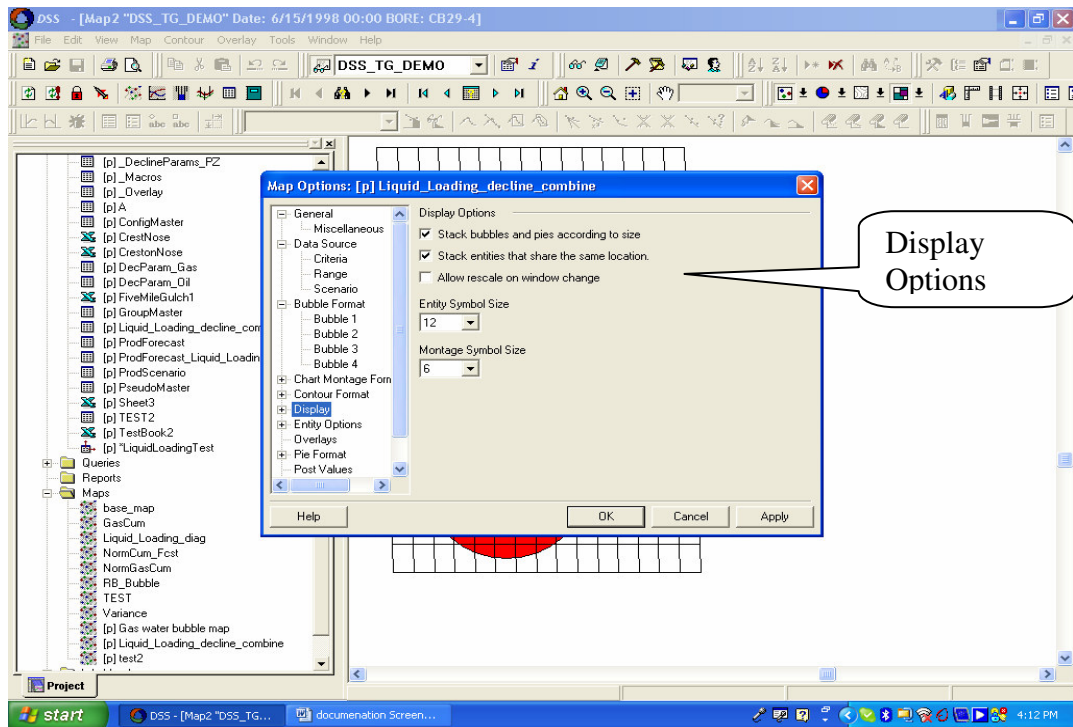 DSS - [Map2 "DSS_TG_DEMO" Date: 6/15/1998 00:00 BORE: CB29-4]
File Edit View Map Contour Overlay Tools Window Help
DSS_TG_DEMO
[p] _DeclineParams_PZ
[p] _Macros
[p] _Overlay
[p] A
[p] ConfigMaster
[p] CrestNose
[p] CrestonNose
[p] DecParam_Gas
[p] DecParam_Oil
[p] FiveMileGulch1
[p] GroupMaster
[p] Liquid_Loading_decline_com
[p] ProdForecast
[p] ProdForecast_Liquid_Loadin
[p] ProdScenario
[p] PseudoMaster
[p] Sheet3
[p] TEST2
[p] TestBook2
[p] *LiquidLoadingTest
Queries
Reports
Maps
base_map
GasCum
Liquid_Loading_diag
NormCum_Fcst
NormGasCum
RB_Bubble
TEST
Variance
[p] Gas water bubble map
[p] Liquid_Loading_decline_combine
[p] test2
Project
Map Options: [p] Liquid_Loading_decline_combine
General
Miscellaneous
Data Source
Criteria
Range
Scenario
Bubble Format
Bubble 1
Bubble 2
Bubble 3
Bubble 4
Chart Montage Forn
Contour Format
Display
Entity Options
Overlays
Pie Format
Post Values
Display Options
Stack bubbles and pies according to size
Stack entities that share the same location.
Allow rescale on window change
Entity Symbol Size
12
Montage Symbol Size
6
Help OK Cancel Apply
Display
Options
start DSS - [Map2 "DSS_TG... documenation Screen... 4:12 PM